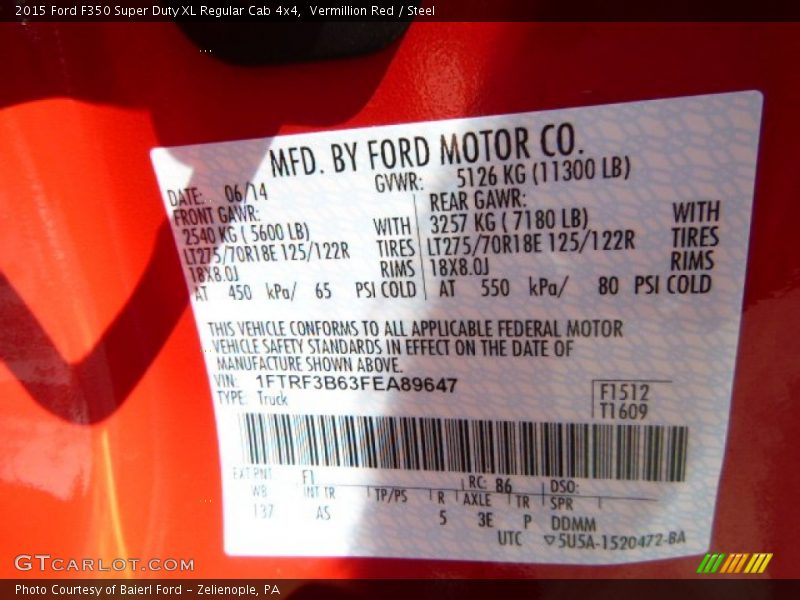 2015 Ford F350 Super Duty XL Regular Cab 4x4,  Vermillion Red / Steel
MFD. BY FORD MOTOR CO.
DATE: 06/14 GVWR: 5126 KG (11300 LB)
FRONT GAWR: REAR GAWR:
2540 KG ( 5600 LB) WITH 3257 KG ( 7180 LB) WITH
LT275/70R18E 125/122R TIRES LT275/70R18E 125/122R TIRES
18X8.0J RIMS 18X8.0J RIMS
AT 450 kPa/ 65 PSI COLD AT 550 kPa/ 80 PSI COLD
THIS VEHICLE CONFORMS TO ALL APPLICABLE FEDERAL MOTOR
VEHICLE SAFETY STANDARDS IN EFFECT ON THE DATE OF
MANUFACTURE SHOWN ABOVE.
VIN: 1FTRF3B63FEA89647
TYPE: Truck
F1512
T1609
EXT PNT: F1 RC: 86 DSO:
WB INT TR TP/PS R AXLE TR SPR
137 AS 5 3E P DDMM
UTC ▽5U5A-1520472-BA
GTCARLOT.COM
Photo Courtesy of Baierl Ford - Zelienople, PA